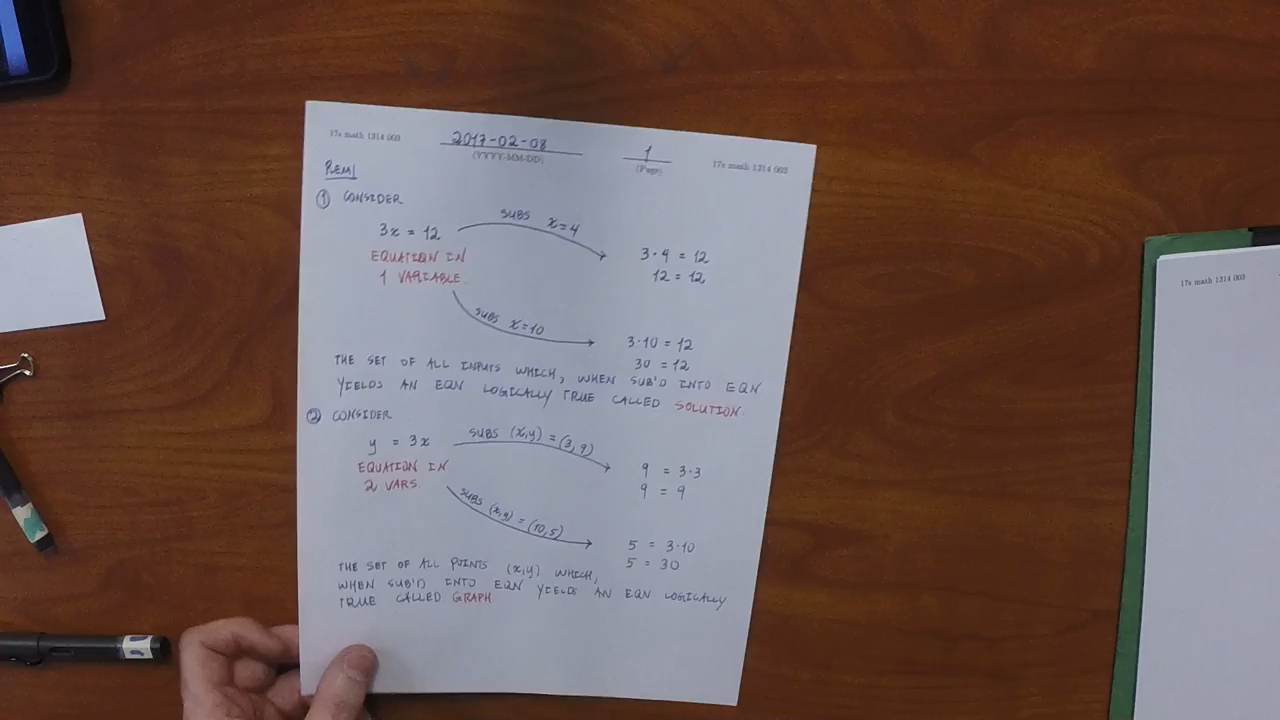 17s math 1314 003
2017-02-08
(YYYY-MM-DD)
1
(Page)
17s math 1314 003
REM|
① CONSIDER
3x = 12
SUBS x=4
3·4 = 12
12 = 12
EQUATION IN
1 VARIABLE.
SUBS x=10
3·10 = 12
30 = 12
THE SET OF ALL INPUTS WHICH, WHEN SUB'D INTO EQN
YIELDS AN EQN LOGICALLY TRUE CALLED SOLUTION.
② CONSIDER
y = 3x
SUBS (x,y) = (3,9)
9 = 3·3
9 = 9
EQUATION IN
2 VARS.
SUBS (x,y) = (10,5)
5 = 3·10
5 = 30
THE SET OF ALL POINTS (x,y) WHICH,
WHEN SUB'D INTO EQN YIELDS AN EQN LOGICALLY
TRUE CALLED GRAPH
17s math 1314 003